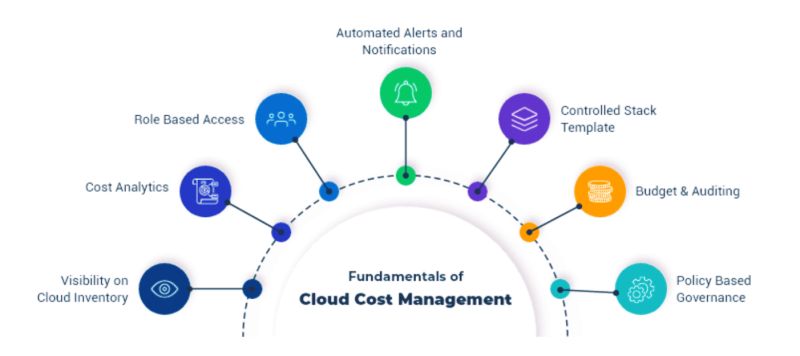 Automated Alerts and
Notifications
Role Based Access
Controlled Stack
Template
Cost Analytics
Budget & Auditing
Visibility on
Cloud Inventory
Policy Based
Governance
Fundamentals of
Cloud Cost Management